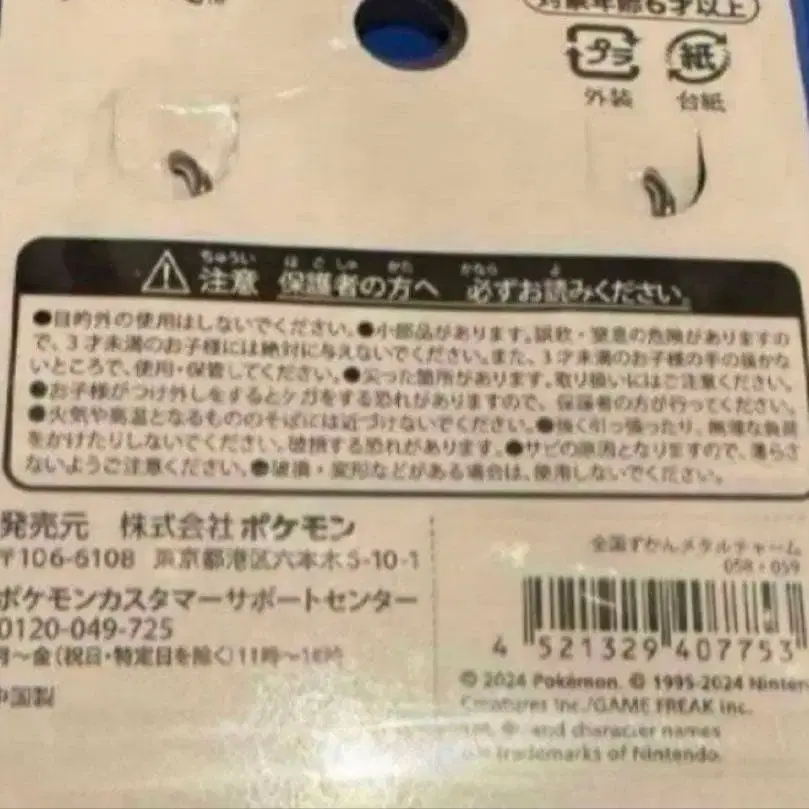 対象年齢6才以上
プラ 紙
外装 台紙
ちゅうい ほごしゃ かた かなら よ
注意 保護者の方へ 必ずお読みください。
●目的外の使用はしないでください。●小部品があります。誤飲・窒息の危険がありますの
で、3才未満のお子様には絶対に与えないでください。また、3才未満のお子様の手の届かな
いところで、使用・保管してください。●尖った箇所があります。取り扱いにはご注意ください。
●お子様がつけ外しをするとケガをする恐れがありますので、保護者の方が行ってください。
●火気や高温となるもののそばには近づけないでください。●強く引っ張ったり、無理な負荷
をかけたりしないでください。破損する恐れがあります。●サビの原因となりますので、濡らさ
ないようご注意ください。●破損・変形などがある場合は、使用しないでください。
発売元 株式会社ポケモン
〒106-6108 東京都港区六本木5-10-1
ポケモンカスタマーサポートセンター
0120-049-725
月〜金(祝日・特定日を除く)11時〜18時
中国製
全国ずかんメタルチャーム
058・059
4 521329 407753
© 2024 Pokémon. © 1995-2024 Ninten
Creatures Inc./GAME FREAK inc.
and character names
trademarks of Nintendo.